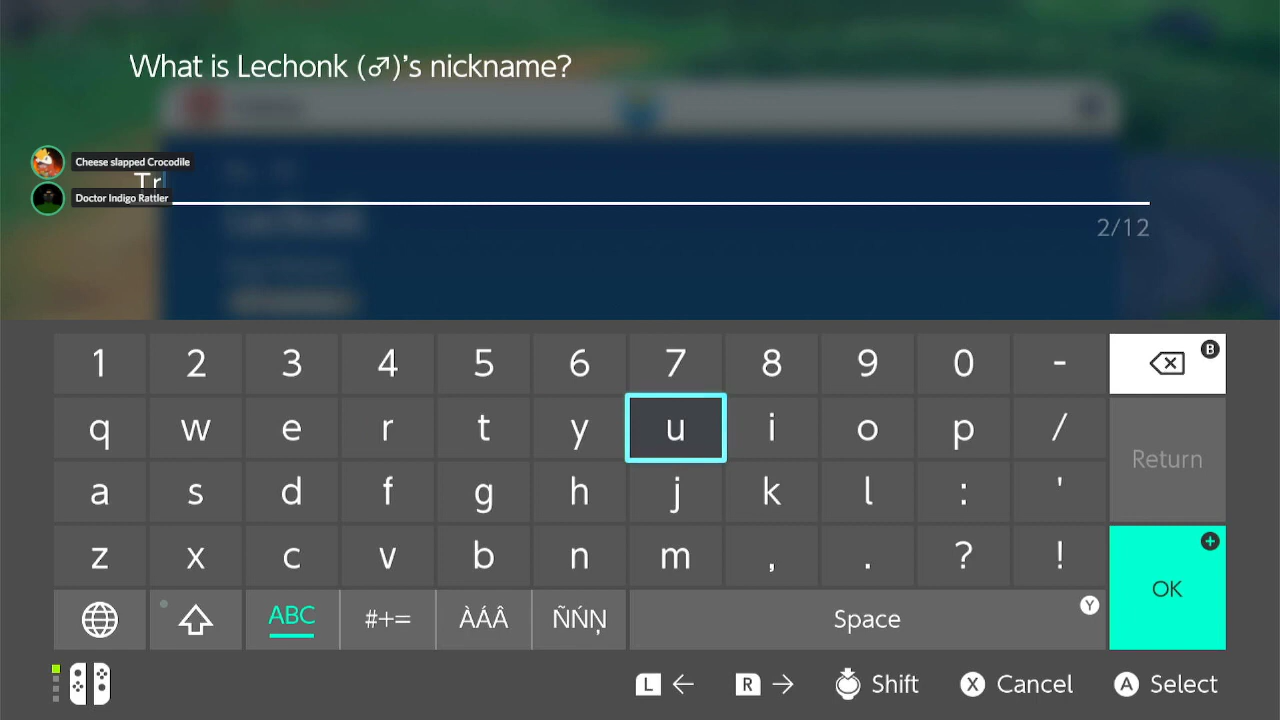 What is Lechonk (♂)'s nickname?
Cheese slapped Crocodile
Tr
Doctor Indigo Rattler
2/12
1 2 3 4 5 6 7 8 9 0 - B
q w e r t y u i o p / Return
a s d f g h j k l : '
z x c v b n m , . ? ! + OK
ABC #+= ÀÁÂ ÑŃŅ Space Y
L ← R → Shift X Cancel A Select